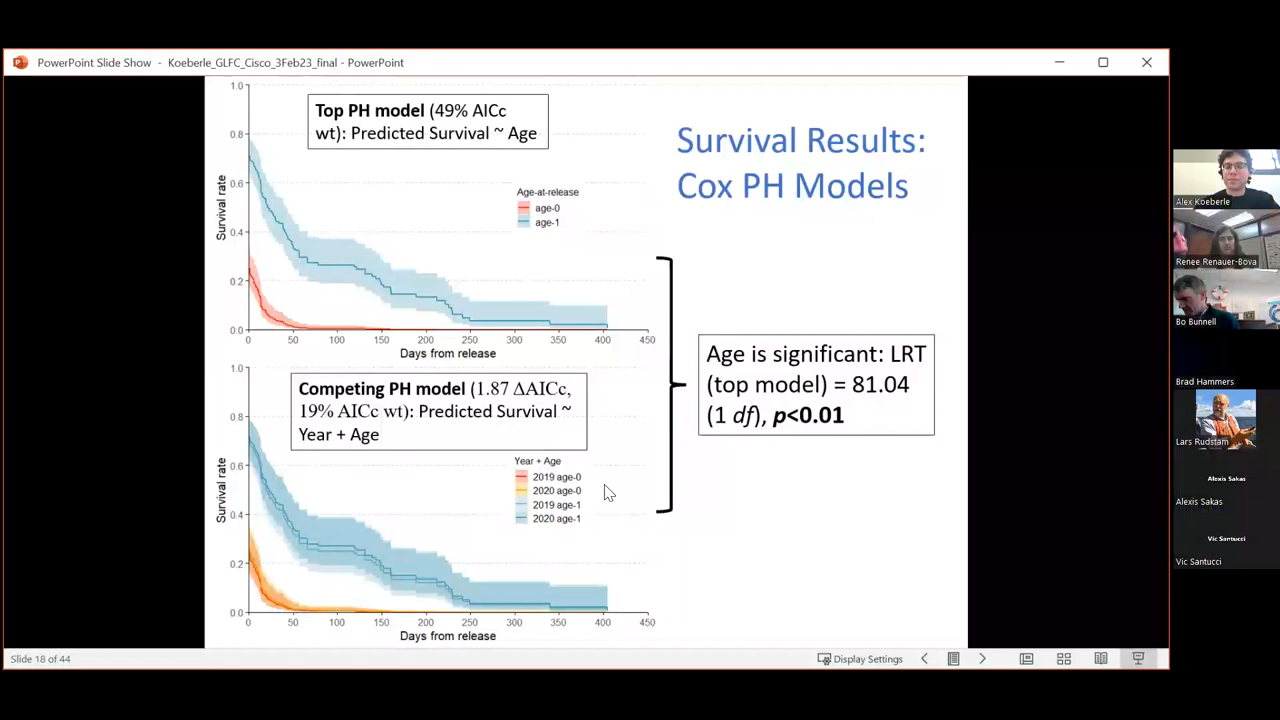 PowerPoint Slide Show - Koeberle_GLFC_Cisco_3Feb23_final - PowerPoint
Survival Results:
Cox PH Models
Top PH model (49% AICc
wt): Predicted Survival ~ Age
Survival rate
1.0
0.8
0.6
0.4
0.2
0.0
Age-at-release
age-0
age-1
0 50 100 150 200 250 300 350 400 450
Days from release
Competing PH model (1.87 ΔAICc,
19% AICc wt): Predicted Survival ~
Year + Age
Survival rate
1.0
0.8
0.6
0.4
0.2
0.0
Year + Age
2019 age-0
2020 age-0
2019 age-1
2020 age-1
0 50 100 150 200 250 300 350 400 450
Days from release
Age is significant: LRT
(top model) = 81.04
(1 df), p<0.01
Slide 18 of 44
Display Settings
Alex Koeberle
Renee Renauer-Bova
Bo Bunnell
Brad Hammers
Lars Rudstam
Alexis Sakas
Alexis Sakas
Vic Santucci
Vic Santucci